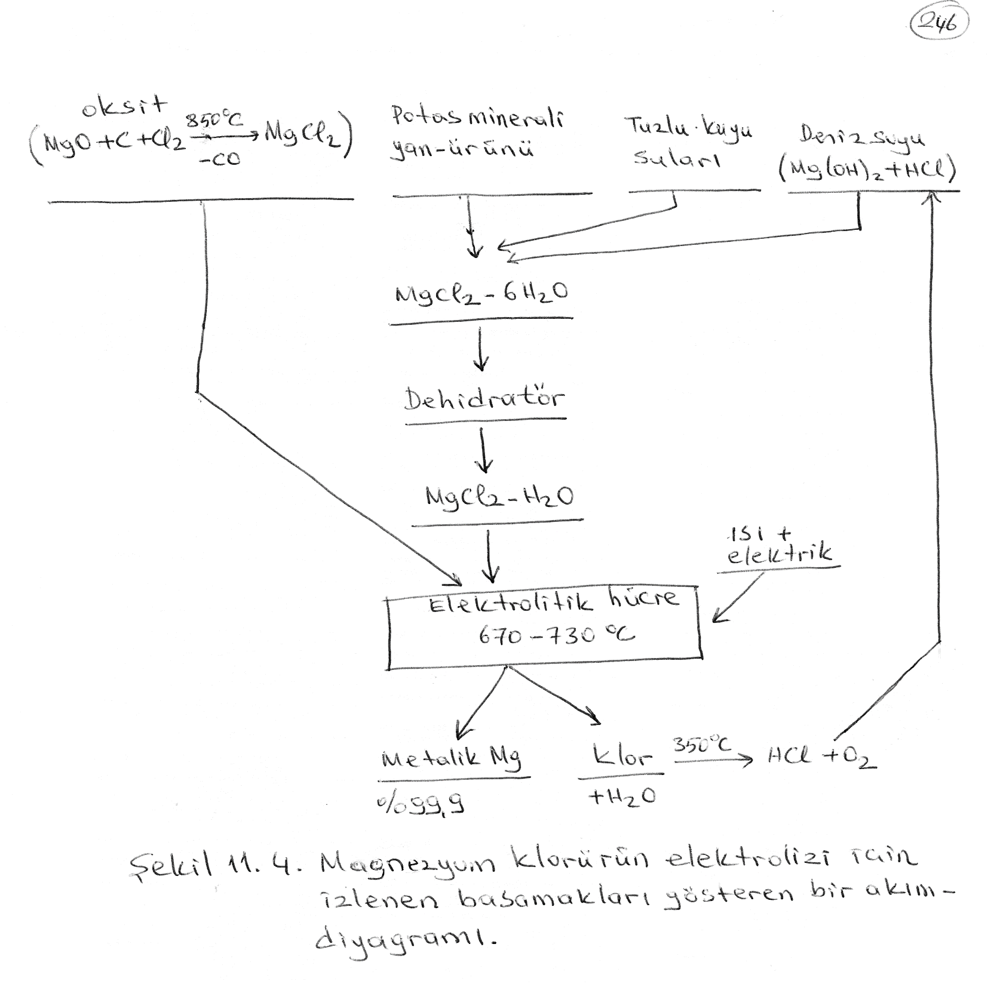 246
oksit
(MgO + C + Cl₂ 850°C → MgCl₂)
-CO
Potas minerali
yan-ürünü
Tuzlu kuyu
suları
Deniz suyu
(Mg(OH)₂ + HCl)
MgCl₂ - 6H₂O
Dehidratör
MgCl₂ - H₂O
ısı +
elektrik
Elektrolitik hücre
670 - 730 °C
Metalik Mg
%99,9
Klor 350°C → HCl + O₂
+ H₂O
Şekil 11.4. Magnezyum klorürün elektrolizi için
izlenen basamakları gösteren bir akım-
diyagramı.